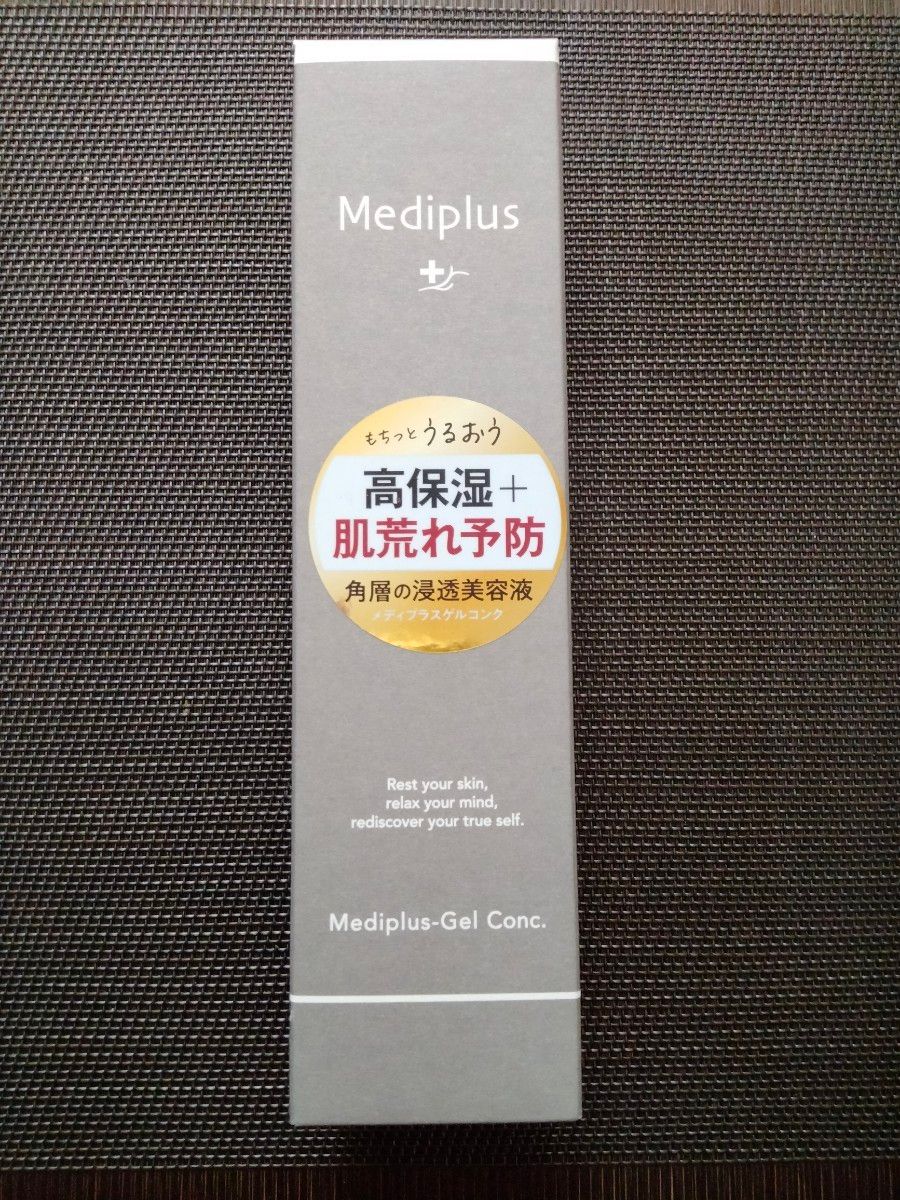 Mediplus
もちっとうるおう
高保湿+
肌荒れ予防
角層の浸透美容液
メディプラスゲルコンク
Rest your skin,
relax your mind,
rediscover your true self.
Mediplus-Gel Conc.